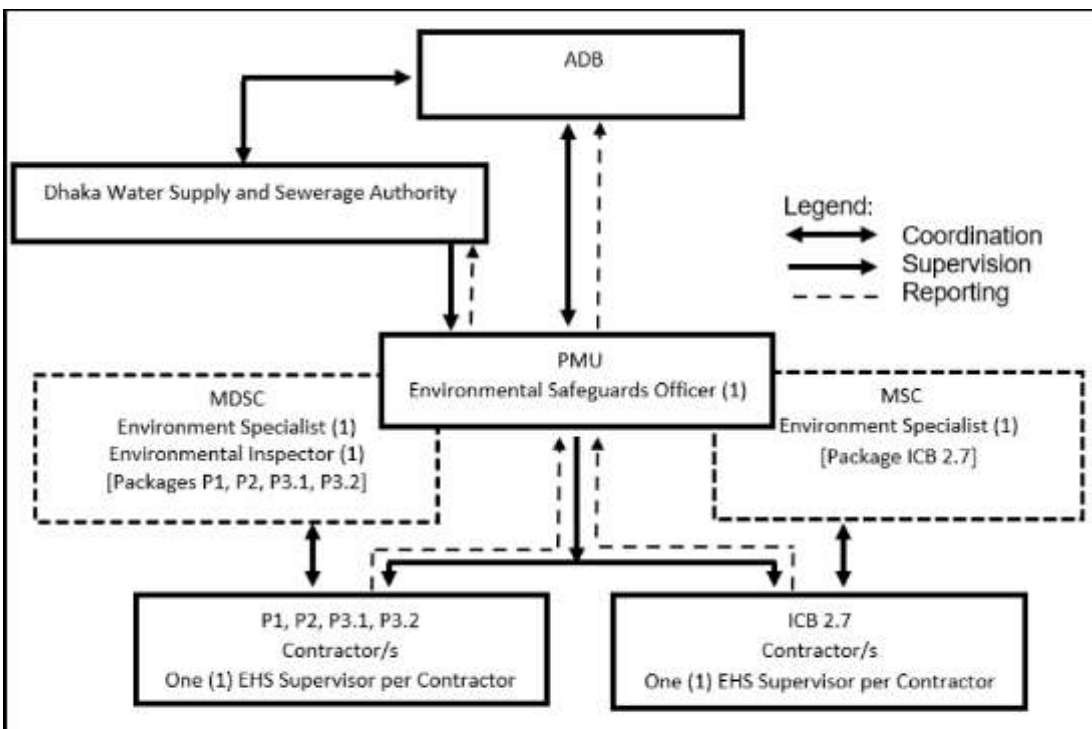 ADB
Dhaka Water Supply and Sewerage Authority
Legend:
Coordination
Supervision
Reporting
PMU
Environmental Safeguards Officer (1)
MDSC
Environment Specialist (1)
Environmental Inspector (1)
[Packages P1, P2, P3.1, P3.2]
MSC
Environment Specialist (1)
[Package ICB 2.7]
P1, P2, P3.1, P3.2
Contractor/s
One (1) EHS Supervisor per Contractor
ICB 2.7
Contractor/s
One (1) EHS Supervisor per Contractor